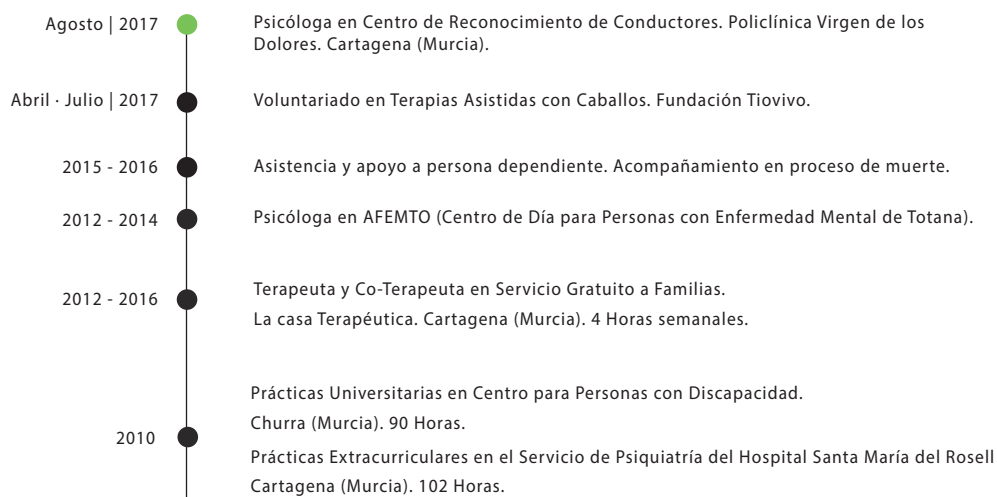 Agosto | 2017
Psicóloga en Centro de Reconocimiento de Conductores. Policlínica Virgen de los
Dolores. Cartagena (Murcia).
Abril · Julio | 2017
Voluntariado en Terapias Asistidas con Caballos. Fundación Tiovivo.
2015 - 2016
Asistencia y apoyo a persona dependiente. Acompañamiento en proceso de muerte.
2012 - 2014
Psicóloga en AFEMTO (Centro de Día para Personas con Enfermedad Mental de Totana).
2012 - 2016
Terapeuta y Co-Terapeuta en Servicio Gratuito a Familias.
La casa Terapéutica. Cartagena (Murcia). 4 Horas semanales.
2010
Prácticas Universitarias en Centro para Personas con Discapacidad.
Churra (Murcia). 90 Horas.
Prácticas Extracurriculares en el Servicio de Psiquiatría del Hospital Santa María del Rosell
Cartagena (Murcia). 102 Horas.